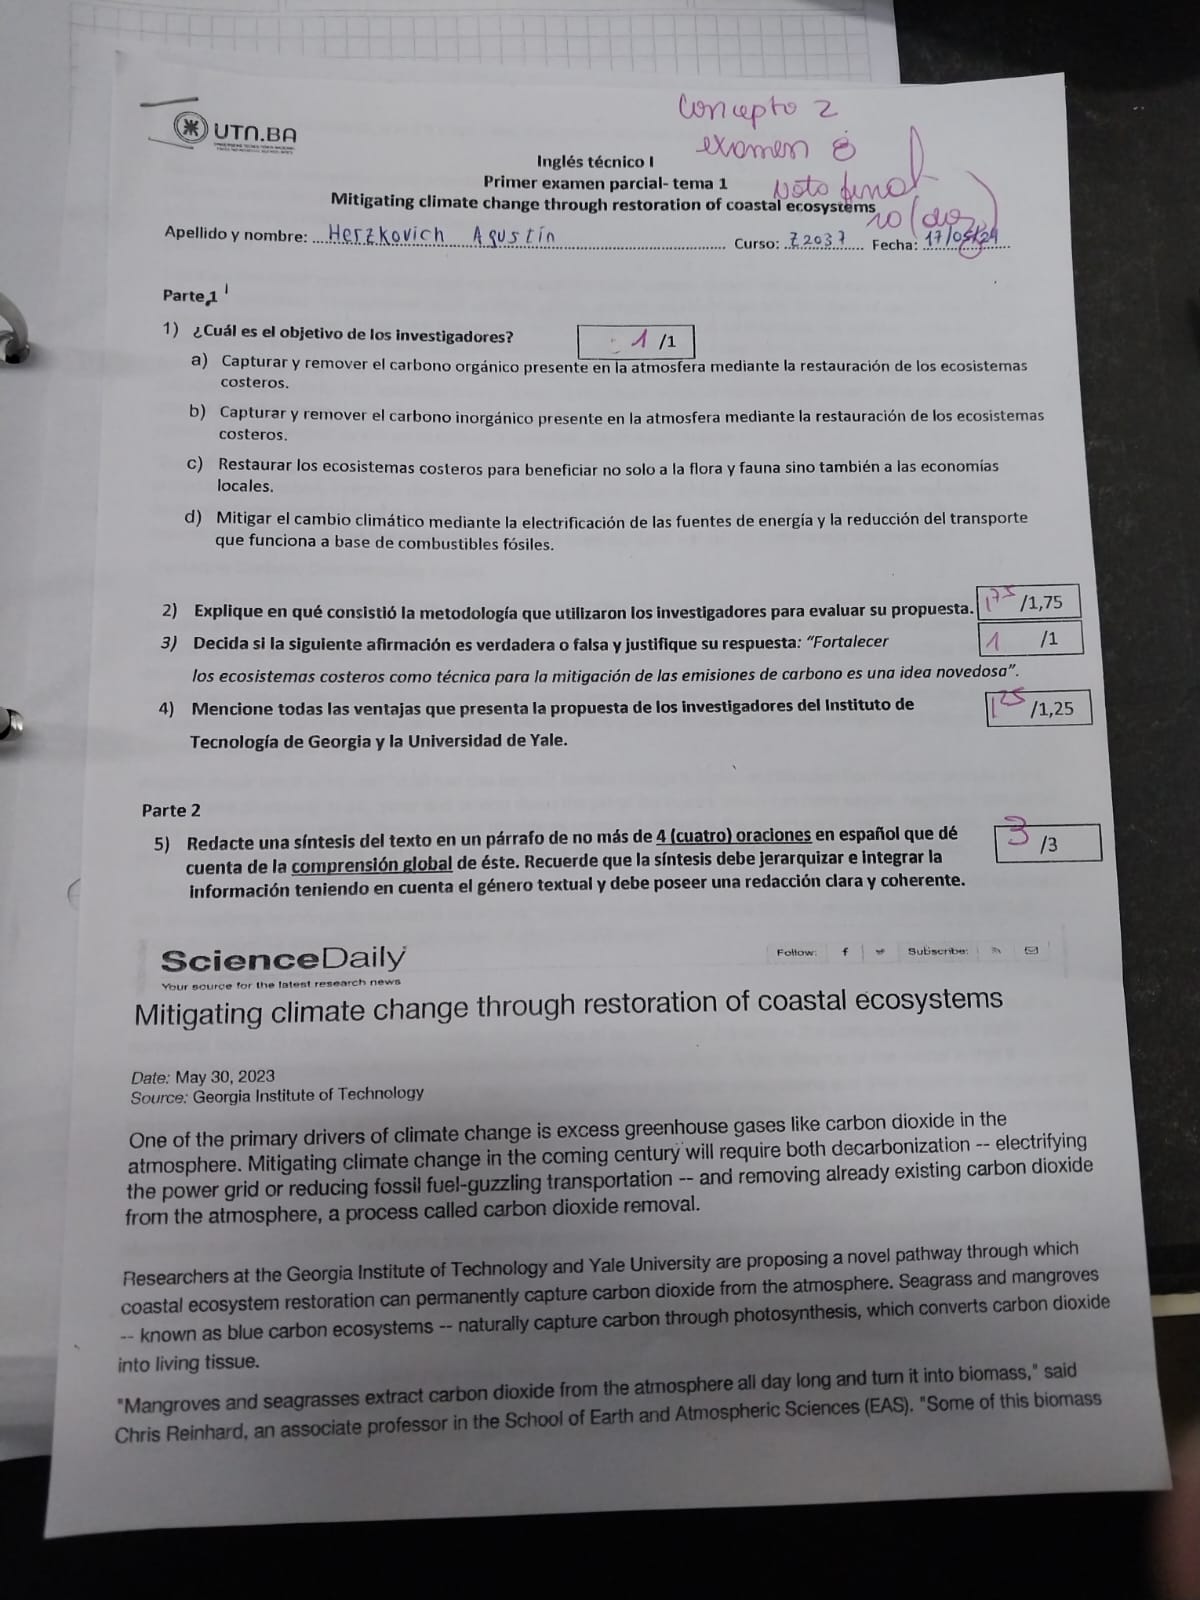 Concepto 2
examen 8
Nota final
10 (diez)
UTN.BA
Inglés técnico I
Primer examen parcial- tema 1
Mitigating climate change through restoration of coastal ecosystems
Apellido y nombre: Herzkovich Agustín Curso: Z2037 Fecha: 17/05/24
Parte 1
1) ¿Cuál es el objetivo de los investigadores? 1 /1
a) Capturar y remover el carbono orgánico presente en la atmosfera mediante la restauración de los ecosistemas
costeros.
b) Capturar y remover el carbono inorgánico presente en la atmosfera mediante la restauración de los ecosistemas
costeros.
c) Restaurar los ecosistemas costeros para beneficiar no solo a la flora y fauna sino también a las economías
locales.
d) Mitigar el cambio climático mediante la electrificación de las fuentes de energía y la reducción del transporte
que funciona a base de combustibles fósiles.
2) Explique en qué consistió la metodología que utilizaron los investigadores para evaluar su propuesta. 175 /1,75
3) Decida si la siguiente afirmación es verdadera o falsa y justifique su respuesta: “Fortalecer 1 /1
los ecosistemas costeros como técnica para la mitigación de las emisiones de carbono es una idea novedosa”.
4) Mencione todas las ventajas que presenta la propuesta de los investigadores del Instituto de 125 /1,25
Tecnología de Georgia y la Universidad de Yale.
Parte 2
5) Redacte una síntesis del texto en un párrafo de no más de 4 (cuatro) oraciones en español que dé 3 /3
cuenta de la comprensión global de éste. Recuerde que la síntesis debe jerarquizar e integrar la
información teniendo en cuenta el género textual y debe poseer una redacción clara y coherente.
ScienceDaily Follow: f Subscribe:
Your source for the latest research news
Mitigating climate change through restoration of coastal ecosystems
Date: May 30, 2023
Source: Georgia Institute of Technology
One of the primary drivers of climate change is excess greenhouse gases like carbon dioxide in the
atmosphere. Mitigating climate change in the coming century will require both decarbonization -- electrifying
the power grid or reducing fossil fuel-guzzling transportation -- and removing already existing carbon dioxide
from the atmosphere, a process called carbon dioxide removal.
Researchers at the Georgia Institute of Technology and Yale University are proposing a novel pathway through which
coastal ecosystem restoration can permanently capture carbon dioxide from the atmosphere. Seagrass and mangroves
-- known as blue carbon ecosystems -- naturally capture carbon through photosynthesis, which converts carbon dioxide
into living tissue.
"Mangroves and seagrasses extract carbon dioxide from the atmosphere all day long and turn it into biomass," said
Chris Reinhard, an associate professor in the School of Earth and Atmospheric Sciences (EAS). "Some of this biomass